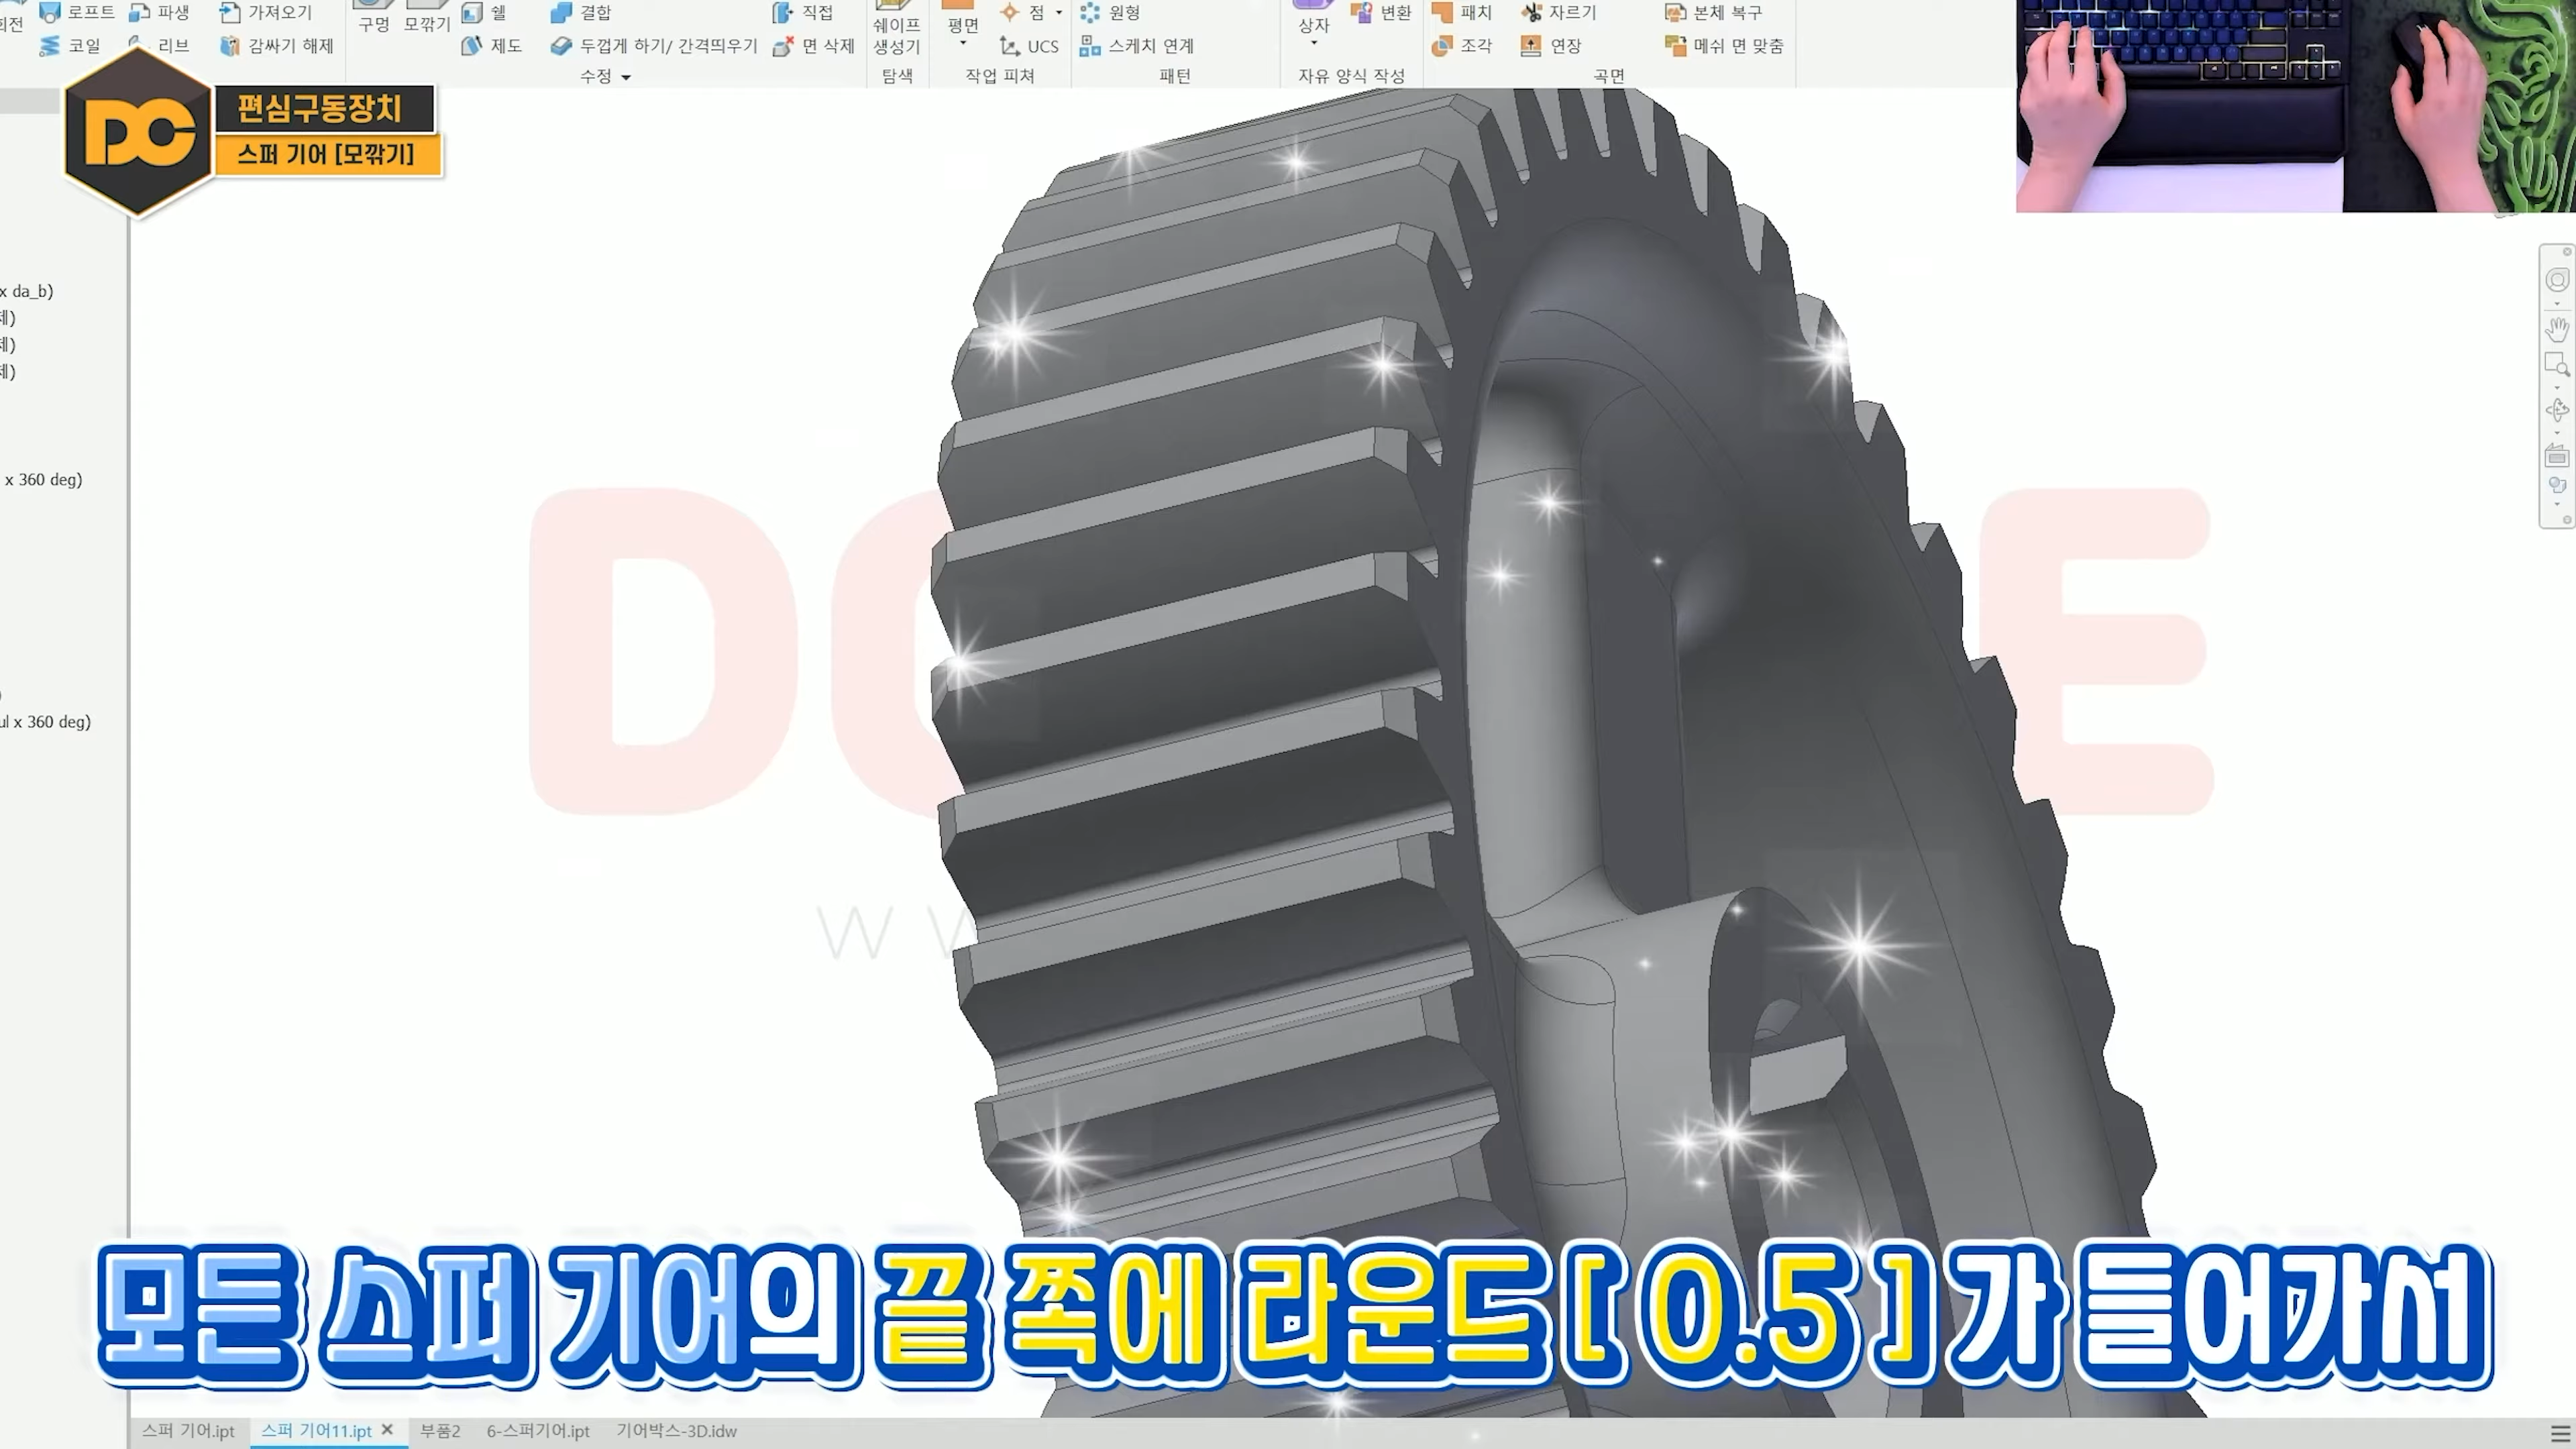 회전 로프트 파생 가져오기 구멍 모깎기 쉘 결합 직접 쉐이프 생성기 평면 점 원형 상자 변환 패치 자르기 본체 복구
코일 리브 감싸기 해제 제도 두껍게 하기/ 간격띄우기 면 삭제 UCS 스케치 연계 조각 연장 메쉬 면 맞춤
수정 탐색 작업 피쳐 패턴 자유 양식 작성 곡면
DC
편심구동장치
스퍼 기어 [모깎기]
x da_b)
제)
제)
제)
x 360 deg)
)
ul x 360 deg)
D
E
W
모든 스퍼 기어의 끝 쪽에 라운드 [ 0.5 ] 가 들어가서
스퍼 기어.ipt 스퍼 기어11.ipt 부품2 6-스퍼기어.ipt 기어박스-3D.idw